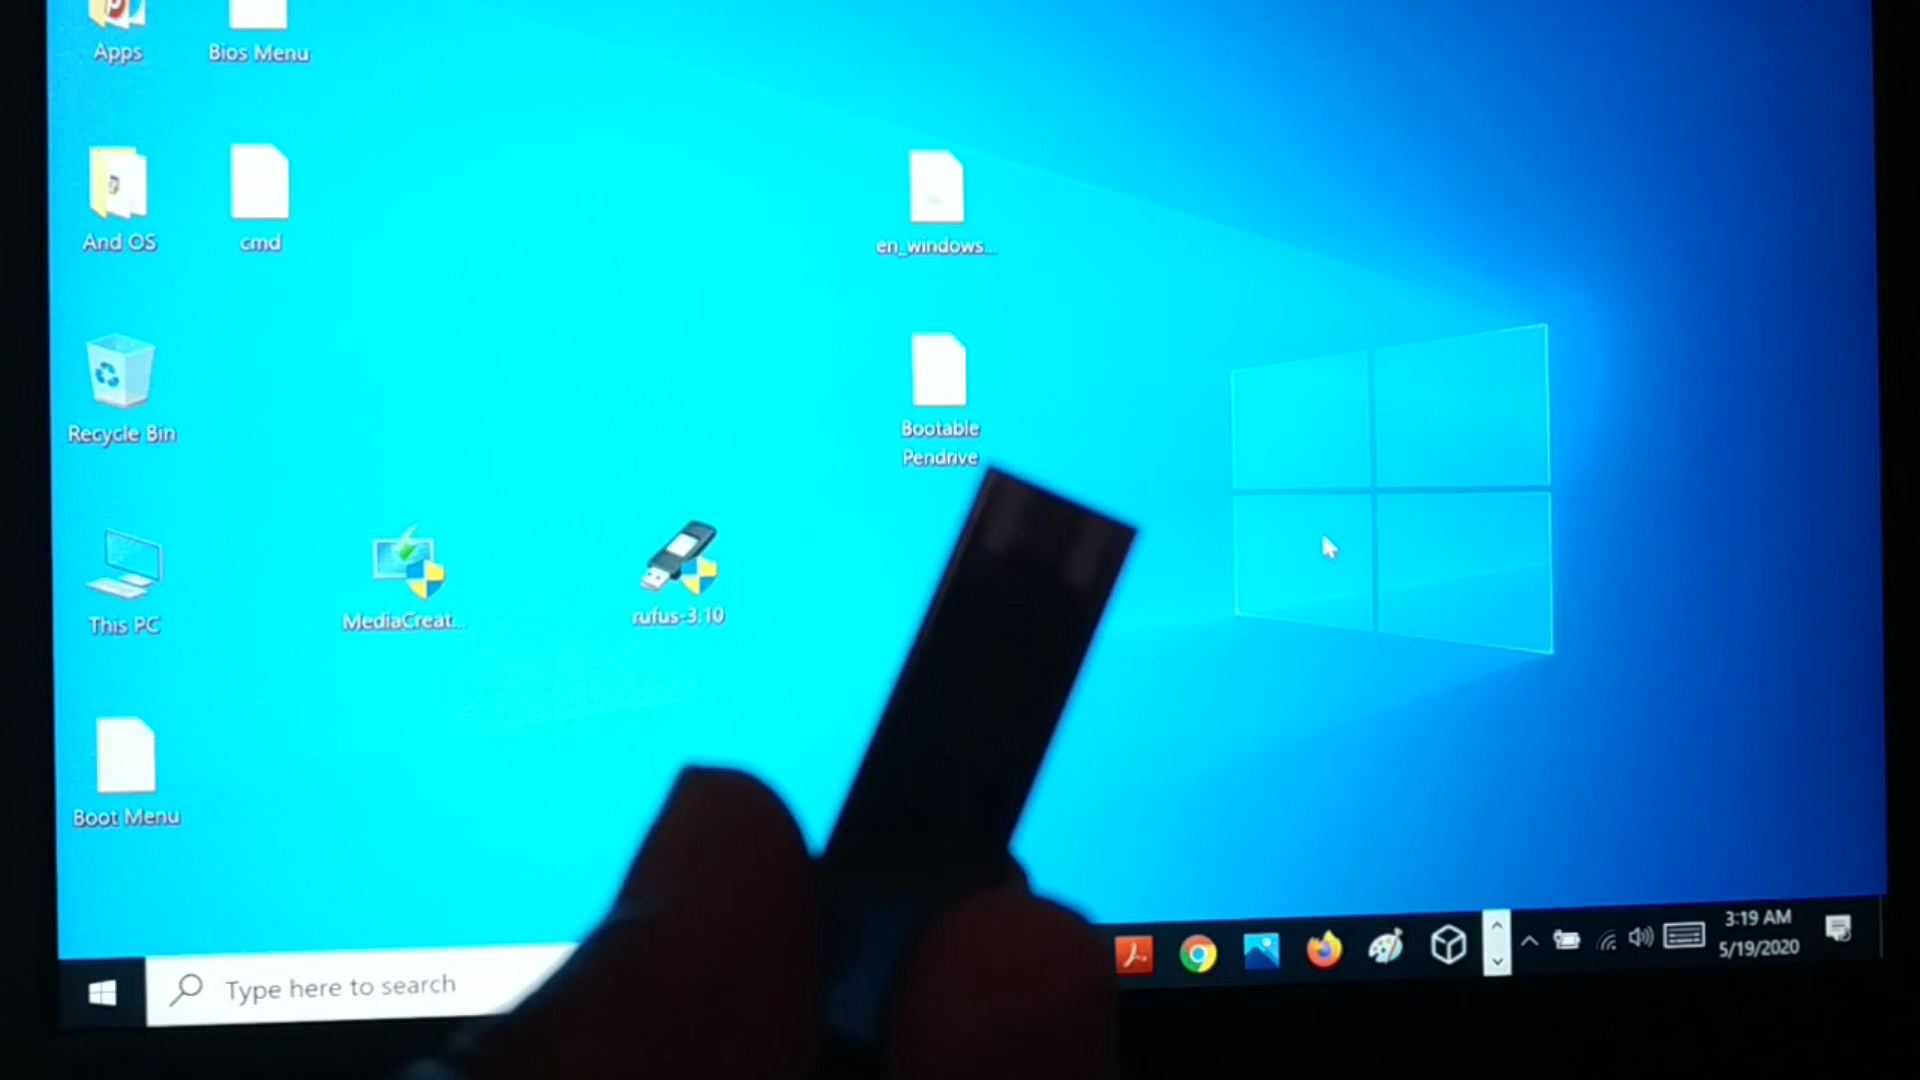 Apps
Bios Menu
And OS
cmd
en_windows...
Recycle Bin
Bootable
Pendrive
This PC
MediaCreat...
rufus-3.10
Boot Menu
Type here to search
3:19 AM
5/19/2020